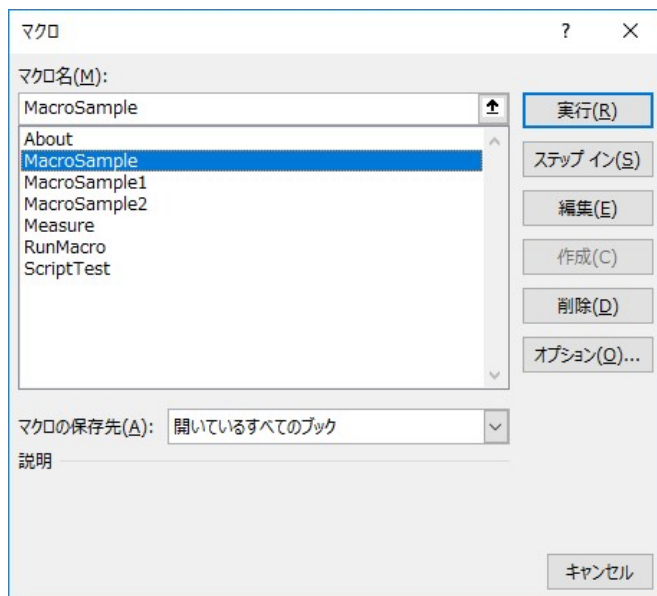 マクロ
マクロ名(M):
MacroSample
実行(R)
About
MacroSample
MacroSample1
MacroSample2
Measure
RunMacro
ScriptTest
ステップ イン(S)
編集(E)
作成(C)
削除(D)
オプション(O)...
マクロの保存先(A):
開いているすべてのブック
説明
キャンセル